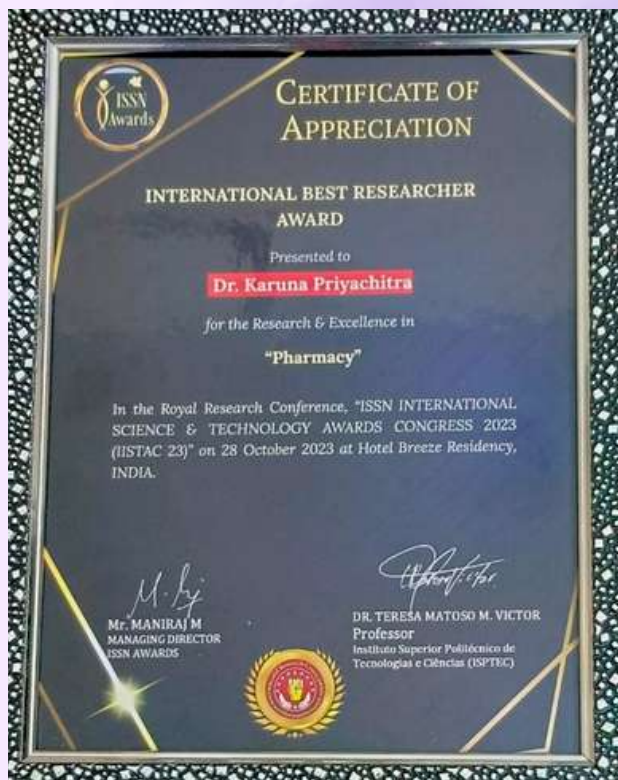 ISSN
Awards
CERTIFICATE OF
APPRECIATION
INTERNATIONAL BEST RESEARCHER
AWARD
Presented to
Dr. Karuna Priyachitra
for the Research & Excellence in
"Pharmacy"
In the Royal Research Conference, "ISSN INTERNATIONAL
SCIENCE & TECHNOLOGY AWARDS CONGRESS 2023
(IISTAC 23)" on 28 October 2023 at Hotel Breeze Residency,
INDIA.
Mr. MANIRAJ M
MANAGING DIRECTOR
ISSN AWARDS
DR. TERESA MATOSO M. VICTOR
Professor
Instituto Superior Politécnico de
Tecnologias e Ciências (ISPTEC)